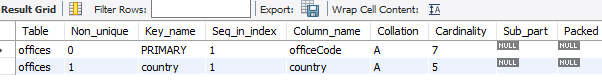 Result Grid Filter Rows: Export: Wrap Cell Content:
Table Non_unique Key_name Seq_in_index Column_name Collation Cardinality Sub_part Packed
offices 0 PRIMARY 1 officeCode A 7 NULL NULL
offices 1 country 1 country A 5 NULL NULL